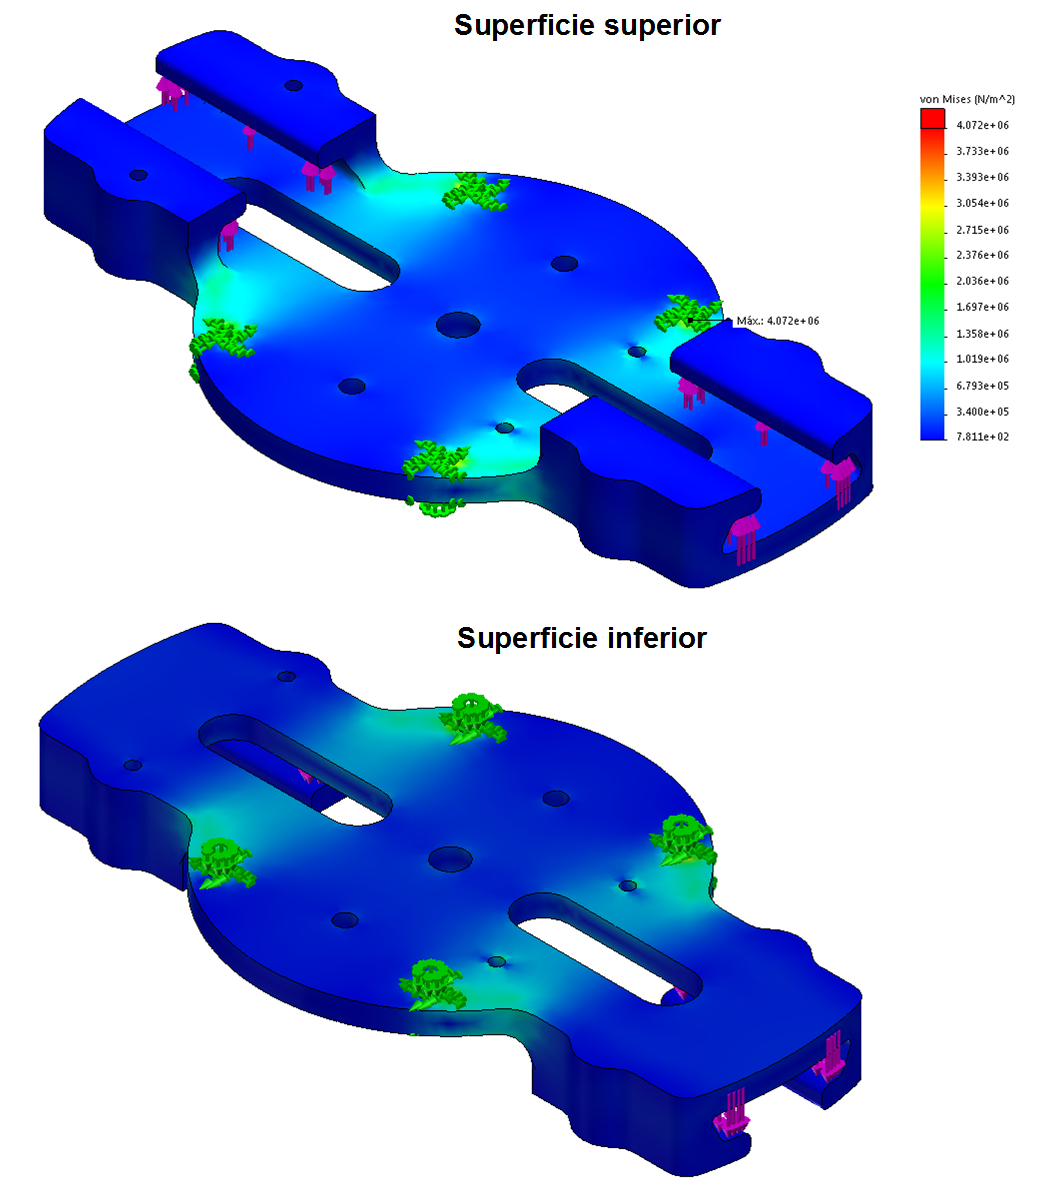 Superficie superior
von Mises (N/m^2)
4.072e+06
3.733e+06
3.393e+06
3.054e+06
2.715e+06
2.376e+06
2.036e+06
1.697e+06
1.358e+06
1.019e+06
6.793e+05
3.400e+05
7.811e+02
Máx.: 4.072e+06
Superficie inferior